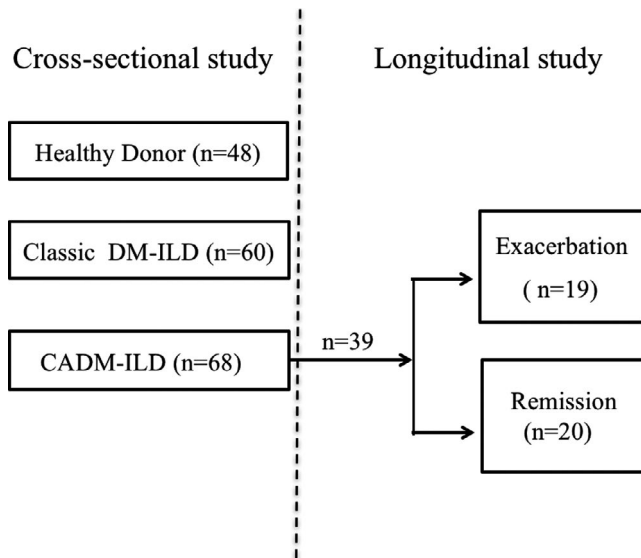 Cross-sectional study
Longitudinal study
Healthy Donor (n=48)
Classic DM-ILD (n=60)
CADM-ILD (n=68)
n=39
Exacerbation
( n=19)
Remission
(n=20)